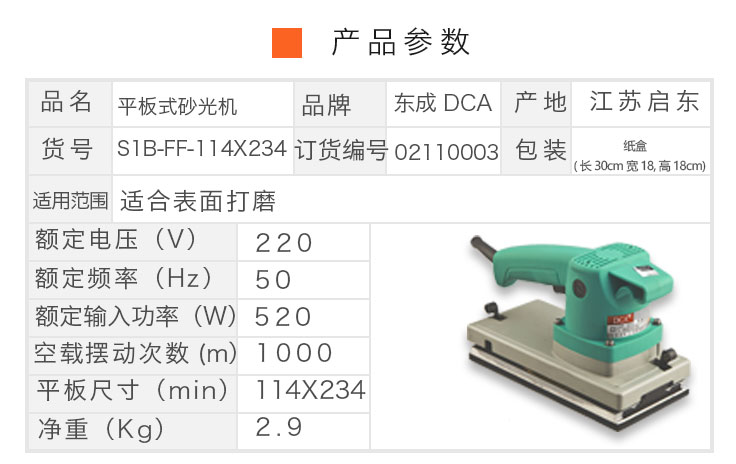 产品参数
品名 平板式砂光机 品牌 东成 DCA 产地 江苏启东
货号 S1B-FF-114X234 订货编号 02110003 包装 纸盒
(长30cm 宽18,高18cm)
适用范围 适合表面打磨
额定电压（V） 220
额定频率（Hz） 50
额定输入功率（W） 520
空载摆动次数 (m) 1000
平板尺寸（min） 114X234
净重（Kg） 2.9
DCA